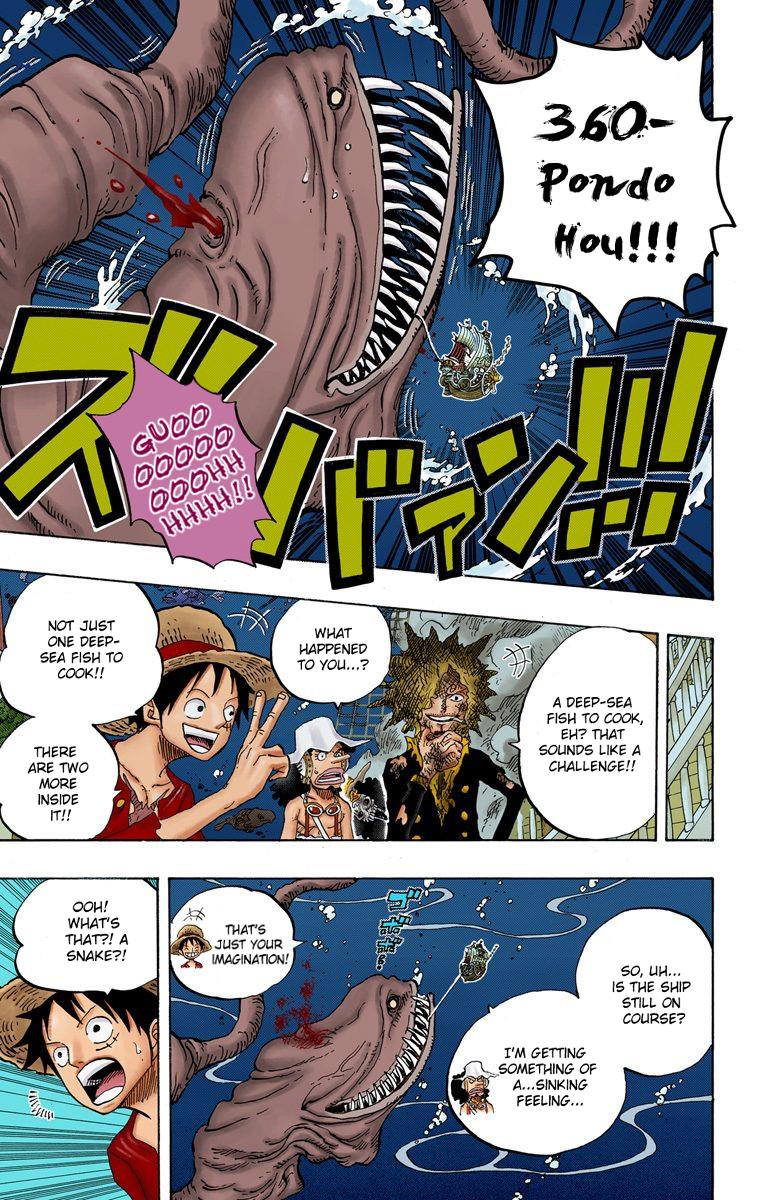 360-
Pondo
Hou!!!
ズバァン!!!
GUOO
OOOOO
OOOHH
HHHH!!
A DEEP-SEA
FISH TO COOK,
EH? THAT
SOUNDS LIKE A
CHALLENGE!!
WHAT
HAPPENED
TO YOU...?
NOT JUST
ONE DEEP-
SEA FISH TO
COOK!!
THERE
ARE TWO
MORE
INSIDE
IT!!
SO, UH...
IS THE SHIP
STILL ON
COURSE?
I'M GETTING
SOMETHING OF
A...SINKING
FEELING...
THAT'S
JUST YOUR
IMAGINATION!
OOH!
WHAT'S
THAT?! A
SNAKE?!